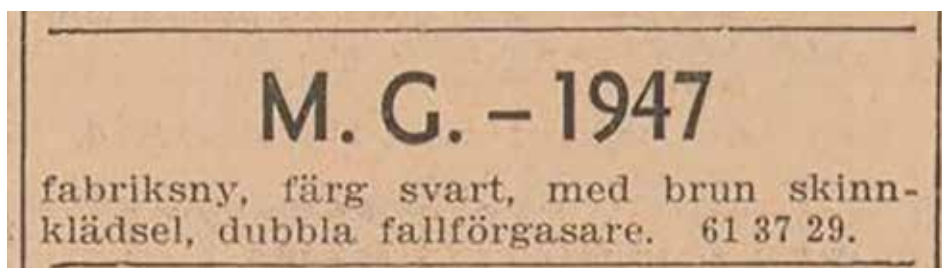 M. G. – 1947
fabriksny, färg svart, med brun skinn-
klädsel, dubbla fallförgasare. 61 37 29.